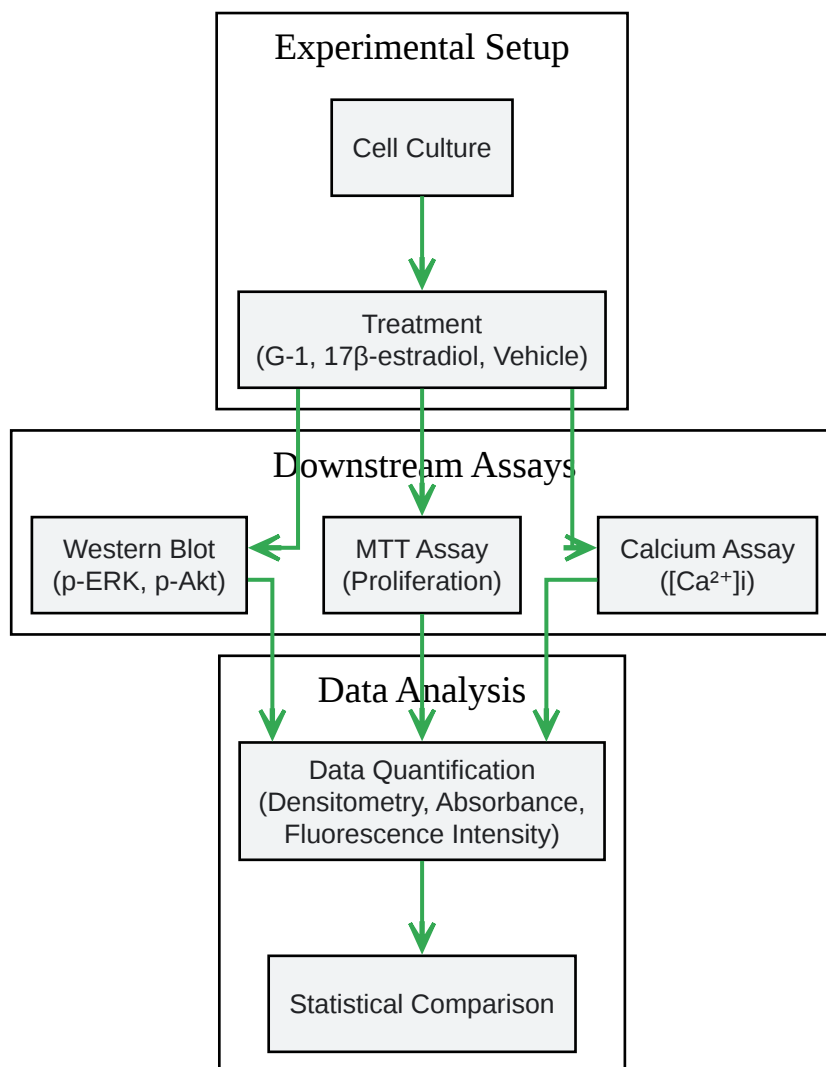 Experimental Setup
Cell Culture
Treatment
(G-1, 17β-estradiol, Vehicle)
Downstream Assays
Western Blot
(p-ERK, p-Akt)
MTT Assay
(Proliferation)
Calcium Assay
([Ca²⁺]i)
Data Analysis
Data Quantification
(Densitometry, Absorbance,
Fluorescence Intensity)
Statistical Comparison